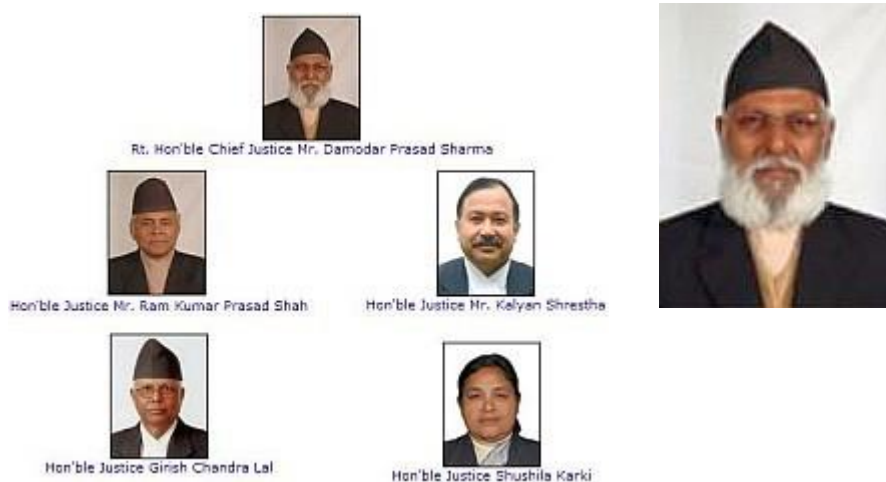 Rt. Hon'ble Chief Justice Mr. Damodar Prasad Sharma
Hon'ble Justice Mr. Ram Kumar Prasad Shah
Hon'ble Justice Mr. Kalyan Shrestha
Hon'ble Justice Girish Chandra Lal
Hon'ble Justice Shushila Karki